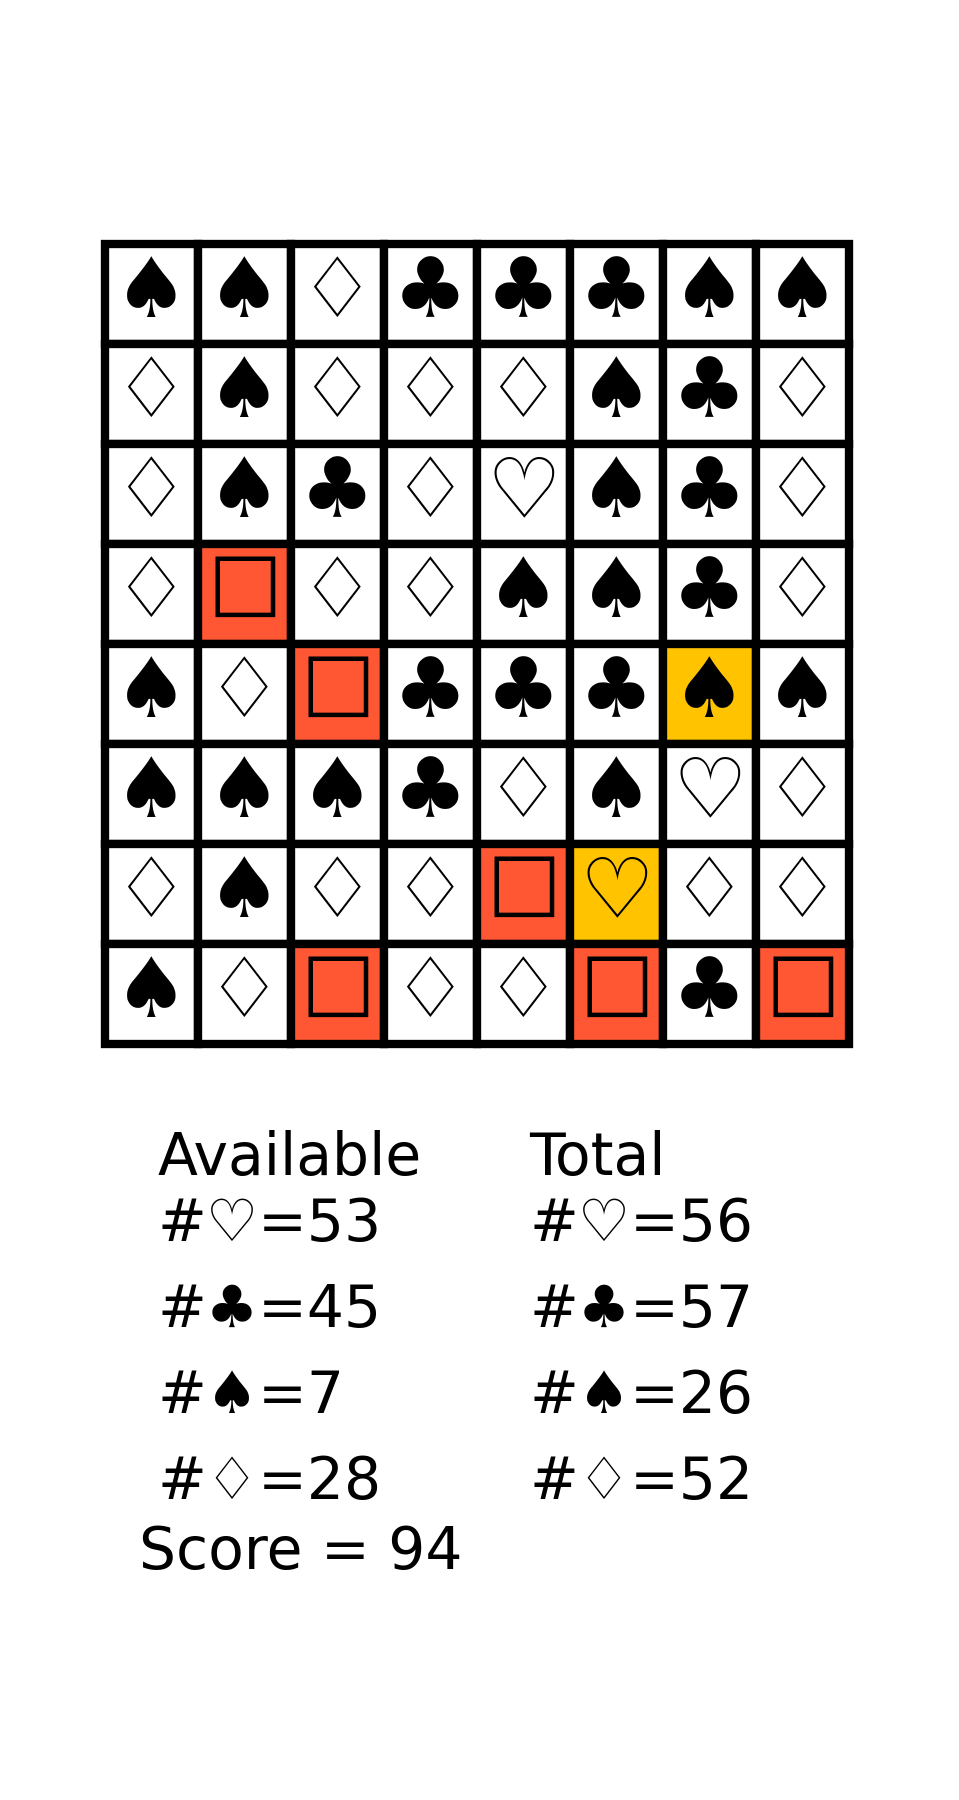 ♠ ♠ ♢ ♣ ♣ ♣ ♠ ♠
♢ ♠ ♢ ♢ ♢ ♠ ♣ ♢
♢ ♠ ♣ ♢ ♡ ♠ ♣ ♢
♢ □ ♢ ♢ ♠ ♠ ♣ ♢
♠ ♢ □ ♣ ♣ ♣ ♠ ♠
♠ ♠ ♠ ♣ ♢ ♠ ♡ ♢
♢ ♠ ♢ ♢ □ ♡ ♢ ♢
♠ ♢ □ ♢ ♢ □ ♣ □
Available Total
#♡=53 #♡=56
#♣=45 #♣=57
#♠=7 #♠=26
#♢=28 #♢=52
Score = 94